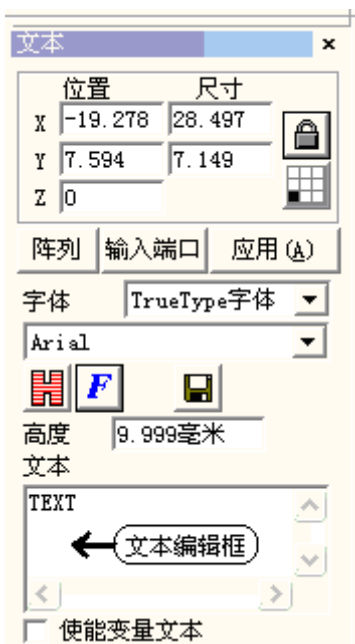 文本
位置 尺寸
X -19.278 28.497
Y 7.594 7.149
Z 0
阵列 输入端口 应用(A)
字体 TrueType字体
Arial
F
高度 9.999毫米
文本
TEXT
文本编辑框
使能变量文本